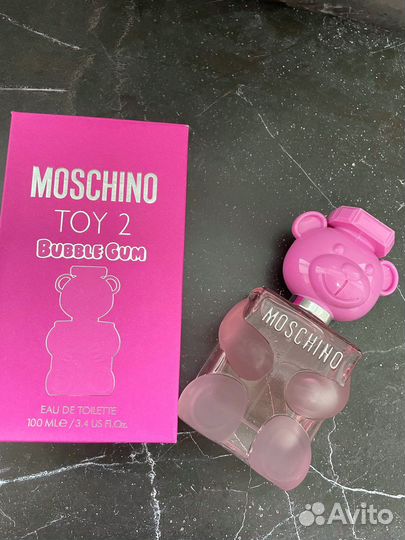 MOSCHINO
TOY 2
BUBBLE GUM
EAU DE TOILETTE
100 ML℮ / 3.4 US Fl.Oz.
MOSCHINO
Avito